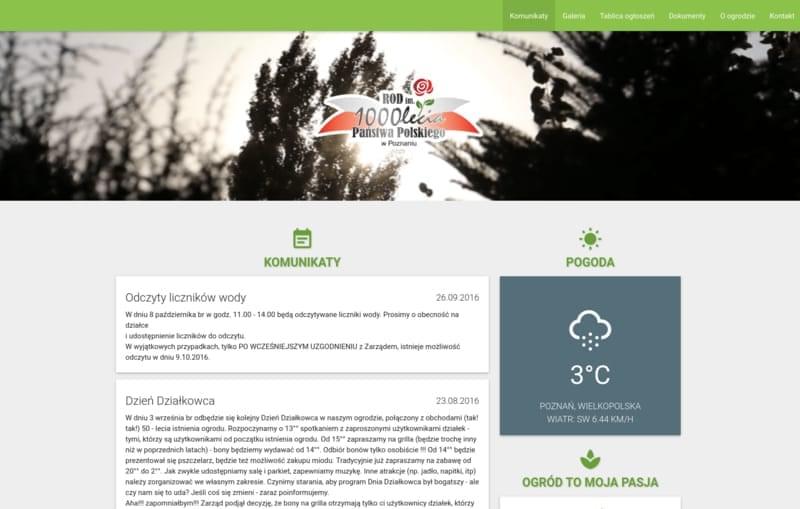 Komunikaty Galeria Tablica ogłoszeń Dokumenty O ogrodzie Kontakt
ROD im.
1000lecia
Państwa Polskiego
w Poznaniu
KOMUNIKATY
Odczyty liczników wody 26.09.2016
W dniu 8 października br w godz. 11.00 - 14.00 będą odczytywane liczniki wody. Prosimy o obecność na
działce
i udostępnienie liczników do odczytu.
W wyjątkowych przypadkach, tylko PO WCZEŚNIEJSZYM UZGODNIENIU z Zarządem, istnieje możliwość
odczytu w dniu 9.10.2016.
Dzień Działkowca 23.08.2016
W dniu 3 września br odbędzie się kolejny Dzień Działkowca w naszym ogrodzie, połączony z obchodami (tak!
tak!) 50 - lecia istnienia ogrodu. Rozpoczynamy o 13°° spotkaniem z zaproszonymi użytkownikami działek -
tymi, którzy są użytkownikami od początku istnienia ogrodu. Od 15°° zapraszamy na grilla (będzie trochę inny
niż w poprzednich latach) - bony będziemy wydawać od 14°°. Odbiór bonów tylko osobiście !!! Od 14°° będzie
prezentował się pszczelarz, będzie też możliwość zakupu miodu. Tradycyjnie już zapraszamy na zabawę od
20°° do 2°°. Jak zwykle udostępniamy salę i parkiet, zapewniamy muzykę. Inne atrakcje (np. jadło, napitki, itp)
należy zorganizować we własnym zakresie. Czynimy starania, aby program Dnia Działkowca był bogatszy - ale
czy nam się to uda? Jeśli coś się zmieni - zaraz poinformujemy.
Aha!!! zapomniałbym!!! Zarząd podjął decyzję, że bony na grilla otrzymają tylko ci użytkownicy działek, którzy
POGODA
3°C
POZNAŃ, WIELKOPOLSKA
WIATR: SW 6.44 KM/H
OGRÓD TO MOJA PASJA